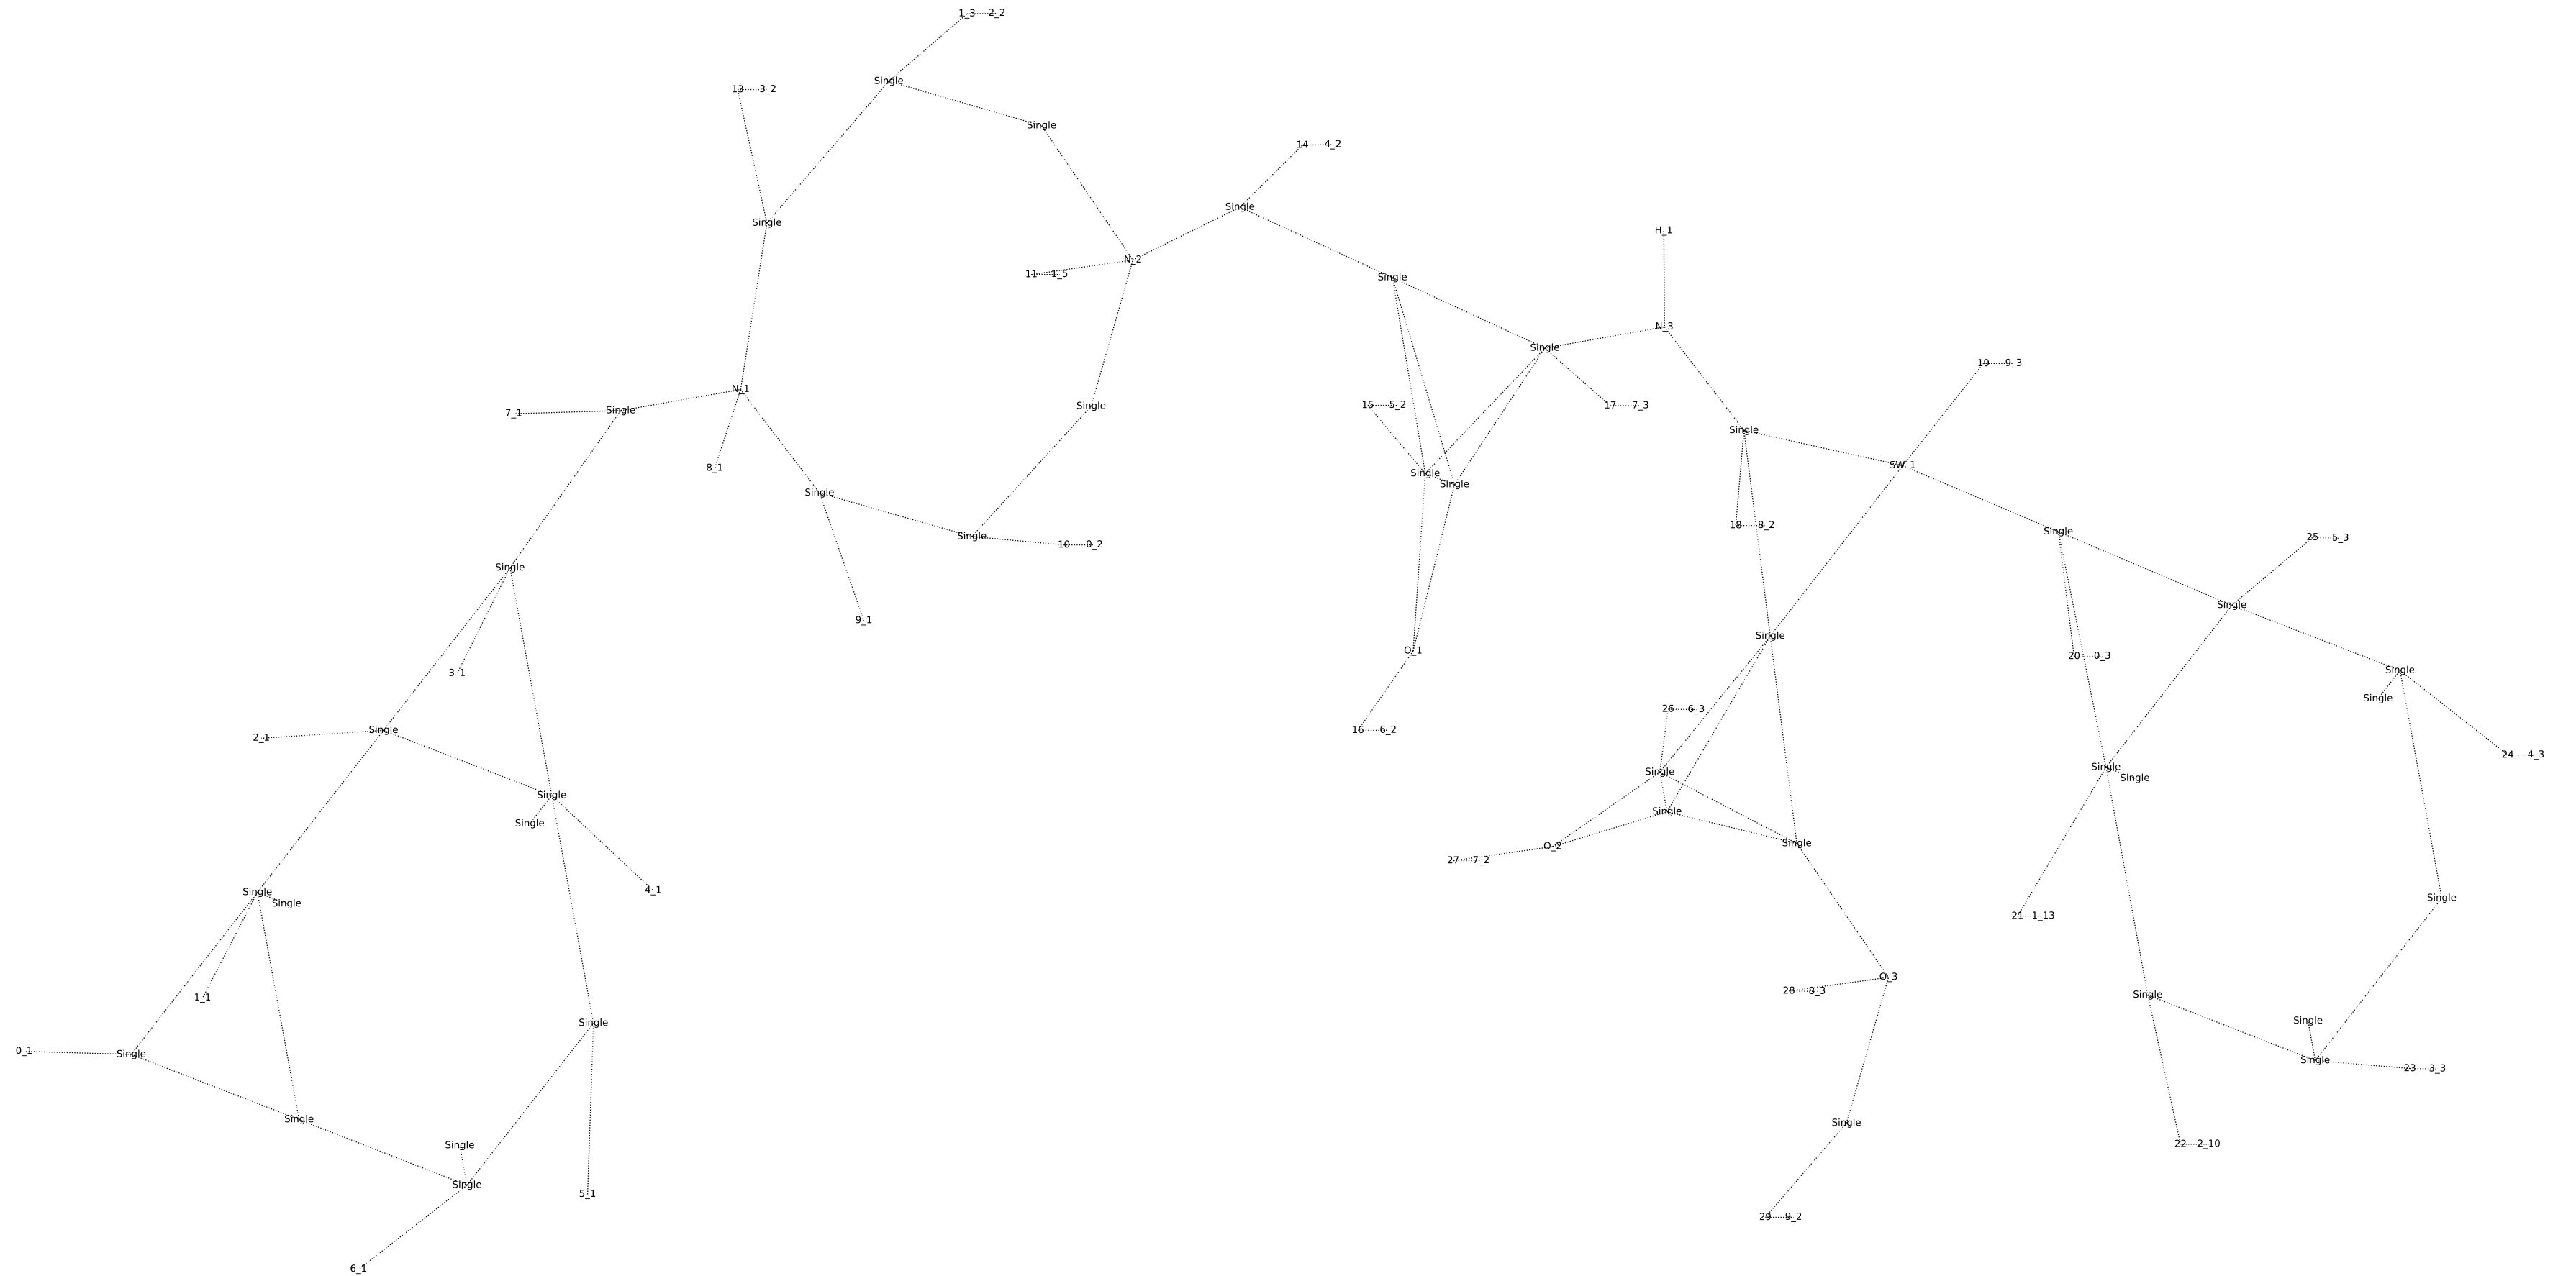 1_3 2_2
Single
13 3_2
Single
14 4_2
Single
Single
H_1
N_2
11 1_5
Single
N_3
Single
19 9_3
N_1
15 5_2
17 7_3
Single
Single
7_1
Single
SW_1
8_1
Single
Single
Single
18 8_2
Single
Single
25 5_3
10 0_2
Single
Single
9_1
Single
O_1
20 0_3
Single
3_1
Single
26 6_3
16 6_2
Single
2_1
24 4_3
Single
Single
Single
Single
Single
Single
Single
O_2
27 7_2
4_1
Single
Single
Single
21 1_13
O_3
28 8_3
Single
1_1
Single
Single
0_1
Single
Single
23 3_3
Single
Single
22 2_10
Single
Single
5_1
29 9_2
6_1